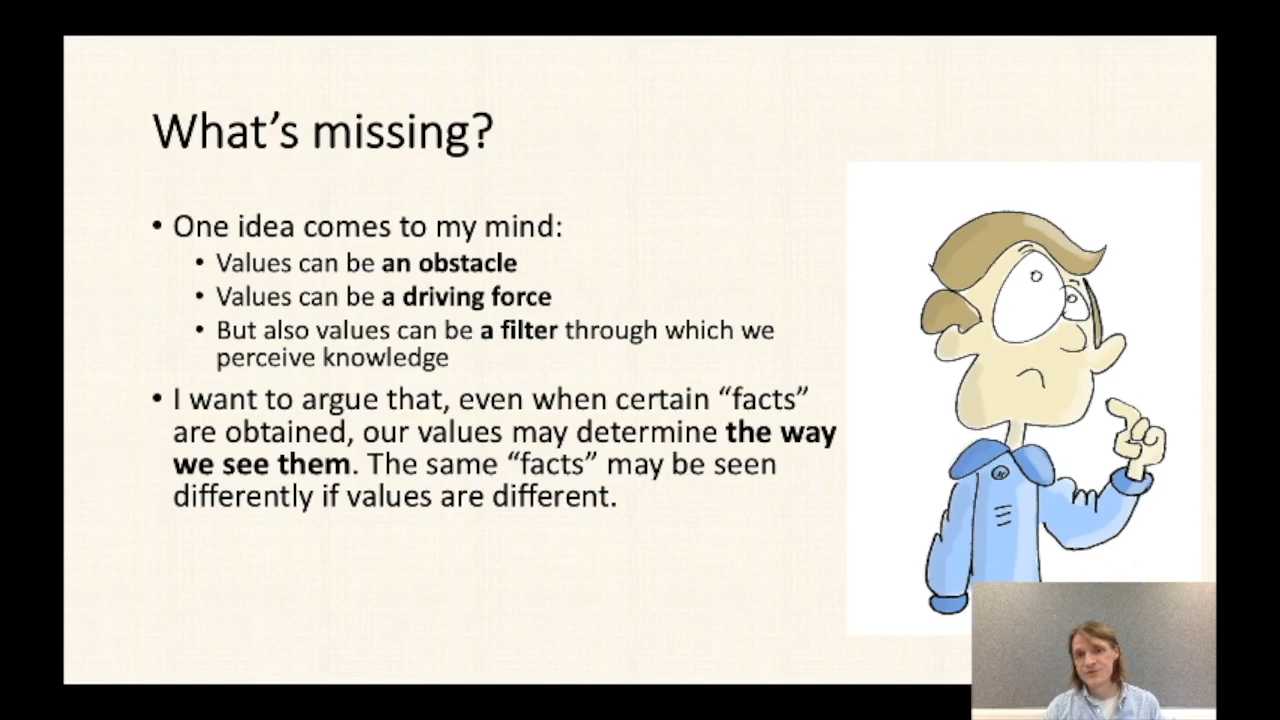 What’s missing?
• One idea comes to my mind:
• Values can be an obstacle
• Values can be a driving force
• But also values can be a filter through which we
perceive knowledge
• I want to argue that, even when certain “facts”
are obtained, our values may determine the way
we see them. The same “facts” may be seen
differently if values are different.